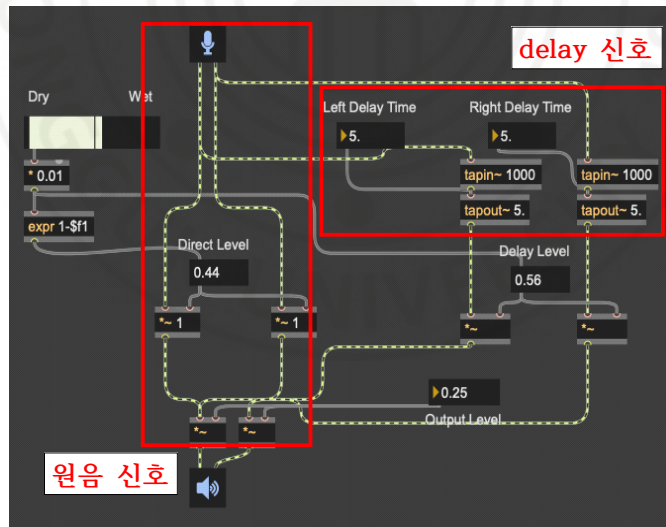 delay 신호
Dry
Wet
Left Delay Time
Right Delay Time
5.
5.
* 0.01
tapin~ 1000
tapin~ 1000
tapout~ 5.
tapout~ 5.
expr 1-$f1
Direct Level
Delay Level
0.44
0.56
*~ 1
*~ 1
*~
*~
0.25
Output Level
*~
*~
원음 신호